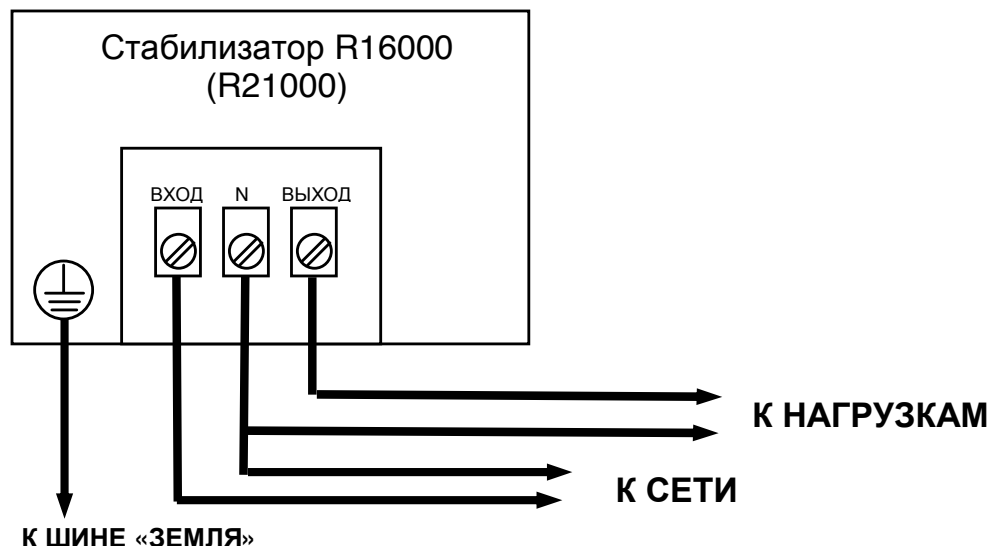 Стабилизатор R16000
(R21000)
ВХОД N ВЫХОД
К НАГРУЗКАМ
К СЕТИ
К ШИНЕ «ЗЕМЛЯ»